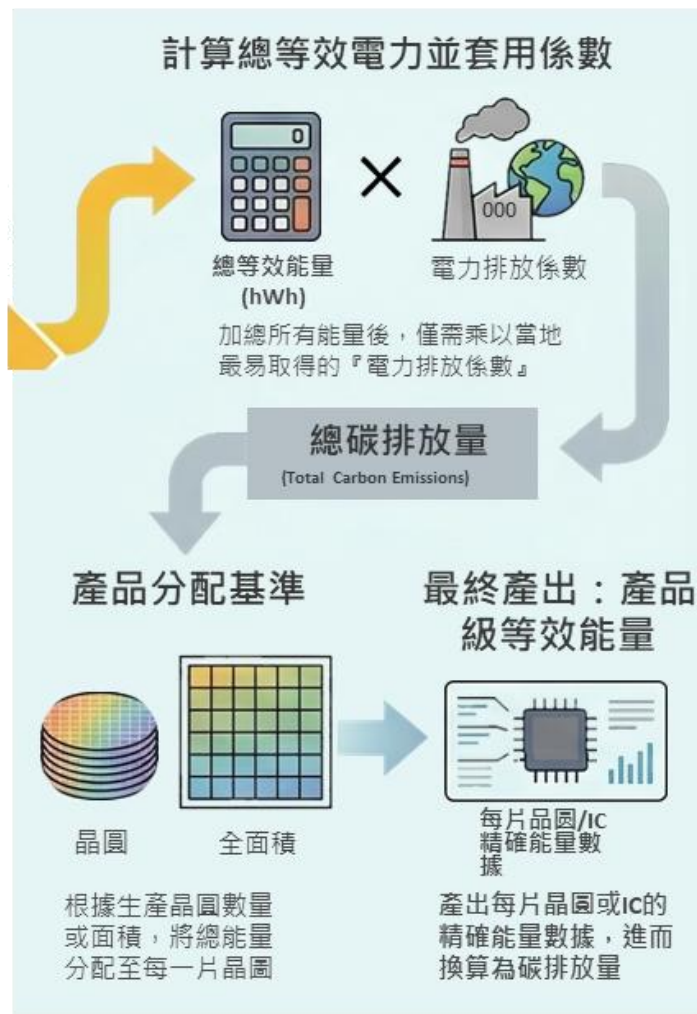 計算總等效電力並套用係數
0
000
總等效能量
(hWh)
電力排放係數
加總所有能量後，僅需乘以當地
最易取得的『電力排放係數』
總碳排放量
(Total Carbon Emissions)
產品分配基準
晶圓
全面積
根據生產晶圓數量
或面積，將總能量
分配至每一片晶圖
最終產出：產品
級等效能量
每片品圆/IC
精確能量數
據
產出每片晶圓或IC的
精確能量數據，進而
換算為碳排放量